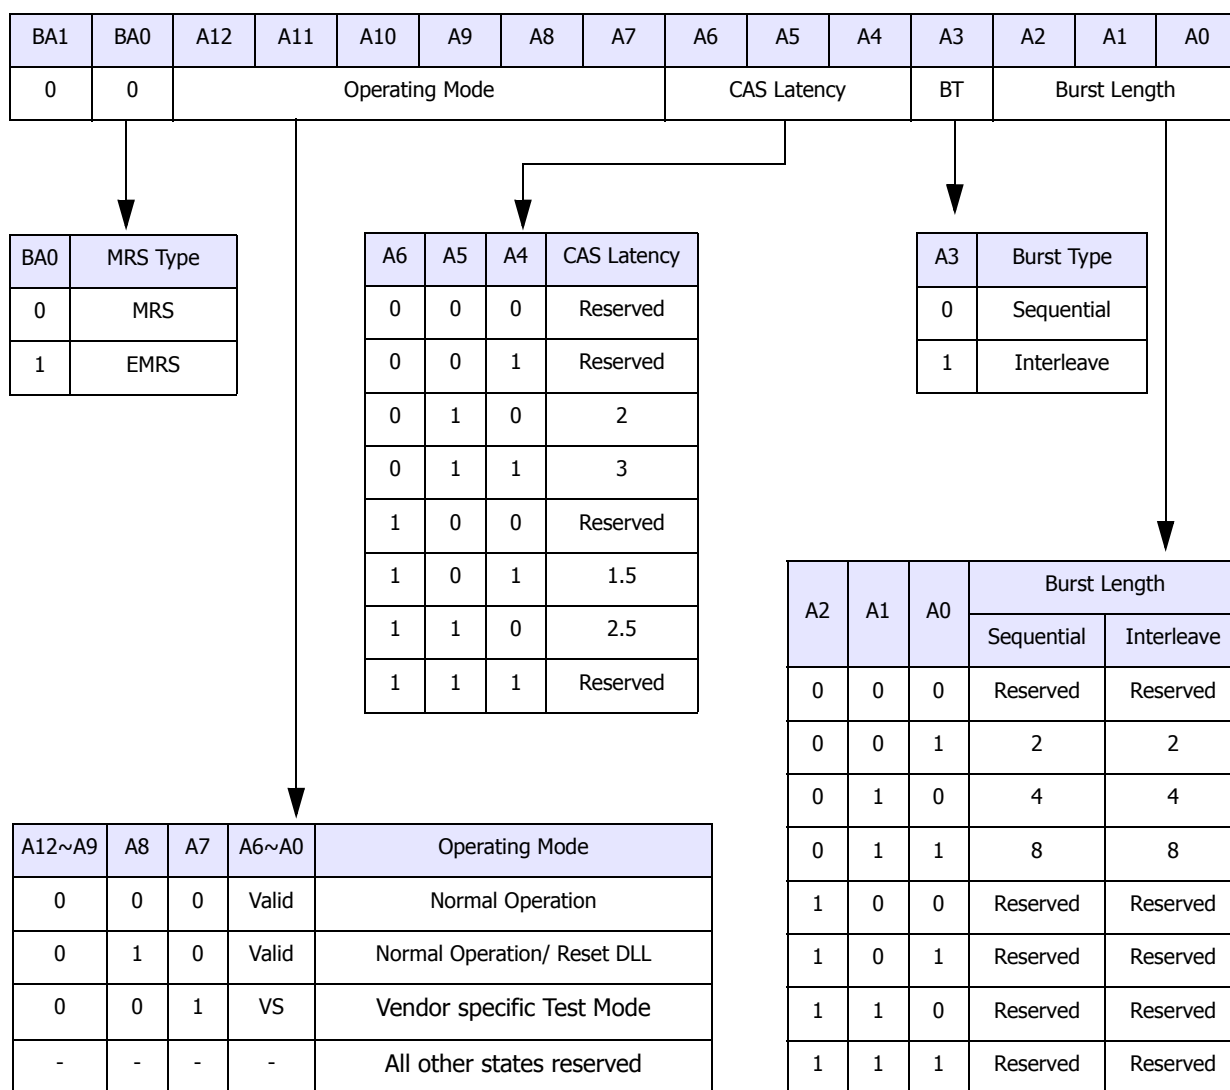 BA1 BA0 A12 A11 A10 A9 A8 A7 A6 A5 A4 A3 A2 A1 A0
0 0 Operating Mode CAS Latency BT Burst Length
BA0 MRS Type
0 MRS
1 EMRS
A6 A5 A4 CAS Latency
0 0 0 Reserved
0 0 1 Reserved
0 1 0 2
0 1 1 3
1 0 0 Reserved
1 0 1 1.5
1 1 0 2.5
1 1 1 Reserved
A3 Burst Type
0 Sequential
1 Interleave
A2 A1 A0 Burst Length
Sequential Interleave
0 0 0 Reserved Reserved
0 0 1 2 2
0 1 0 4 4
0 1 1 8 8
1 0 0 Reserved Reserved
1 0 1 Reserved Reserved
1 1 0 Reserved Reserved
1 1 1 Reserved Reserved
A12~A9 A8 A7 A6~A0 Operating Mode
0 0 0 Valid Normal Operation
0 1 0 Valid Normal Operation/ Reset DLL
0 0 1 VS Vendor specific Test Mode
- - - - All other states reserved